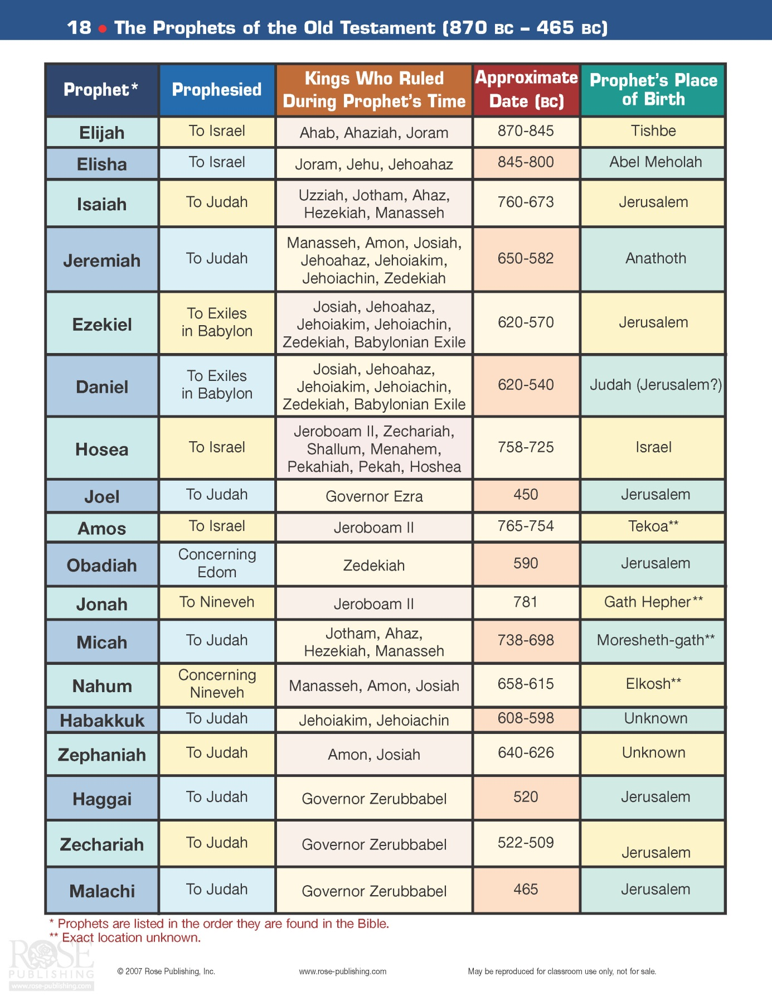 18 • The Prophets of the Old Testament (870 BC – 465 BC)
Prophet*
Prophesied
Kings Who Ruled
During Prophet's Time
Approximate
Date (BC)
Prophet's Place
of Birth
Elijah
To Israel
Ahab, Ahaziah, Joram
870-845
Tishbe
Elisha
To Israel
Joram, Jehu, Jehoahaz
845-800
Abel Meholah
Isaiah
To Judah
Uzziah, Jotham, Ahaz,
Hezekiah, Manasseh
760-673
Jerusalem
Jeremiah
To Judah
Manasseh, Amon, Josiah,
Jehoahaz, Jehoiakim,
Jehoiachin, Zedekiah
650-582
Anathoth
Ezekiel
To Exiles
in Babylon
Josiah, Jehoahaz,
Jehoiakim, Jehoiachin,
Zedekiah, Babylonian Exile
620-570
Jerusalem
Daniel
To Exiles
in Babylon
Josiah, Jehoahaz,
Jehoiakim, Jehoiachin,
Zedekiah, Babylonian Exile
620-540
Judah (Jerusalem?)
Hosea
To Israel
Jeroboam II, Zechariah,
Shallum, Menahem,
Pekahiah, Pekah, Hoshea
758-725
Israel
Joel
To Judah
Governor Ezra
450
Jerusalem
Amos
To Israel
Jeroboam II
765-754
Tekoa**
Obadiah
Concerning
Edom
Zedekiah
590
Jerusalem
Jonah
To Nineveh
Jeroboam II
781
Gath Hepher**
Micah
To Judah
Jotham, Ahaz,
Hezekiah, Manasseh
738-698
Moresheth-gath**
Nahum
Concerning
Nineveh
Manasseh, Amon, Josiah
658-615
Elkosh**
Habakkuk
To Judah
Jehoiakim, Jehoiachin
608-598
Unknown
Zephaniah
To Judah
Amon, Josiah
640-626
Unknown
Haggai
To Judah
Governor Zerubbabel
520
Jerusalem
Zechariah
To Judah
Governor Zerubbabel
522-509
Jerusalem
Malachi
To Judah
Governor Zerubbabel
465
Jerusalem
* Prophets are listed in the order they are found in the Bible.
** Exact location unknown.
ROSE
PUBLISHING
www.rose-publishing.com
© 2007 Rose Publishing, Inc.
www.rose-publishing.com
May be reproduced for classroom use only, not for sale.